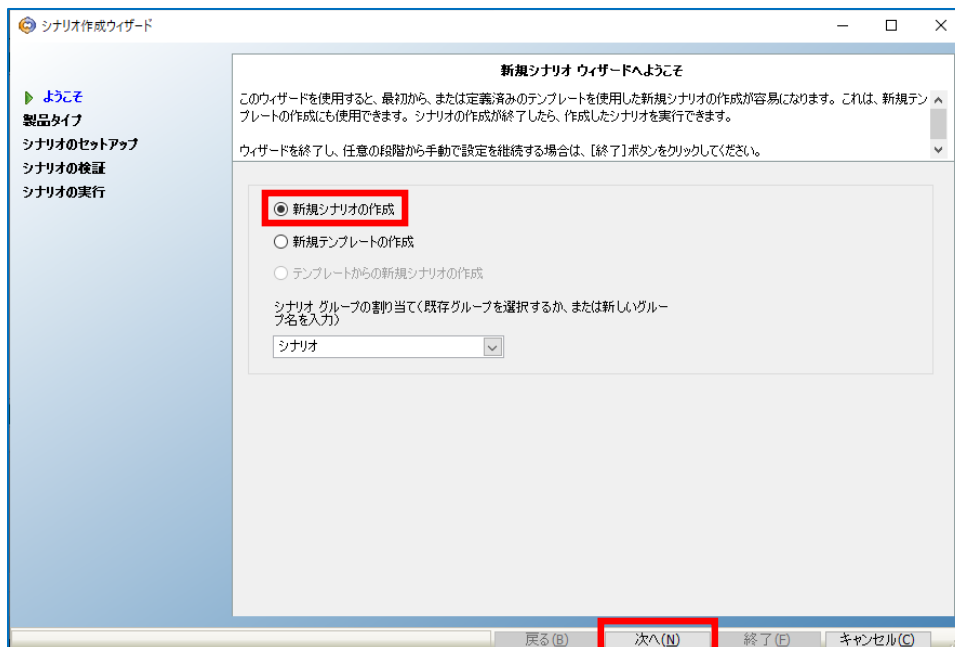 シナリオ作成ウィザード
ようこそ
製品タイプ
シナリオのセットアップ
シナリオの検証
シナリオの実行
新規シナリオ ウィザードへようこそ
このウィザードを使用すると、最初から、または定義済みのテンプレートを使用した新規シナリオの作成が容易になります。これは、新規テン
プレートの作成にも使用できます。シナリオの作成が終了したら、作成したシナリオを実行できます。
ウィザードを終了し、任意の段階から手動で設定を継続する場合は、[終了]ボタンをクリックしてください。
新規シナリオの作成
新規テンプレートの作成
テンプレートからの新規シナリオの作成
シナリオ グループの割り当て(既存グループを選択するか、または新しいグルー
プ名を入力)
シナリオ
戻る(B)
次へ(N)
終了(F)
キャンセル(C)